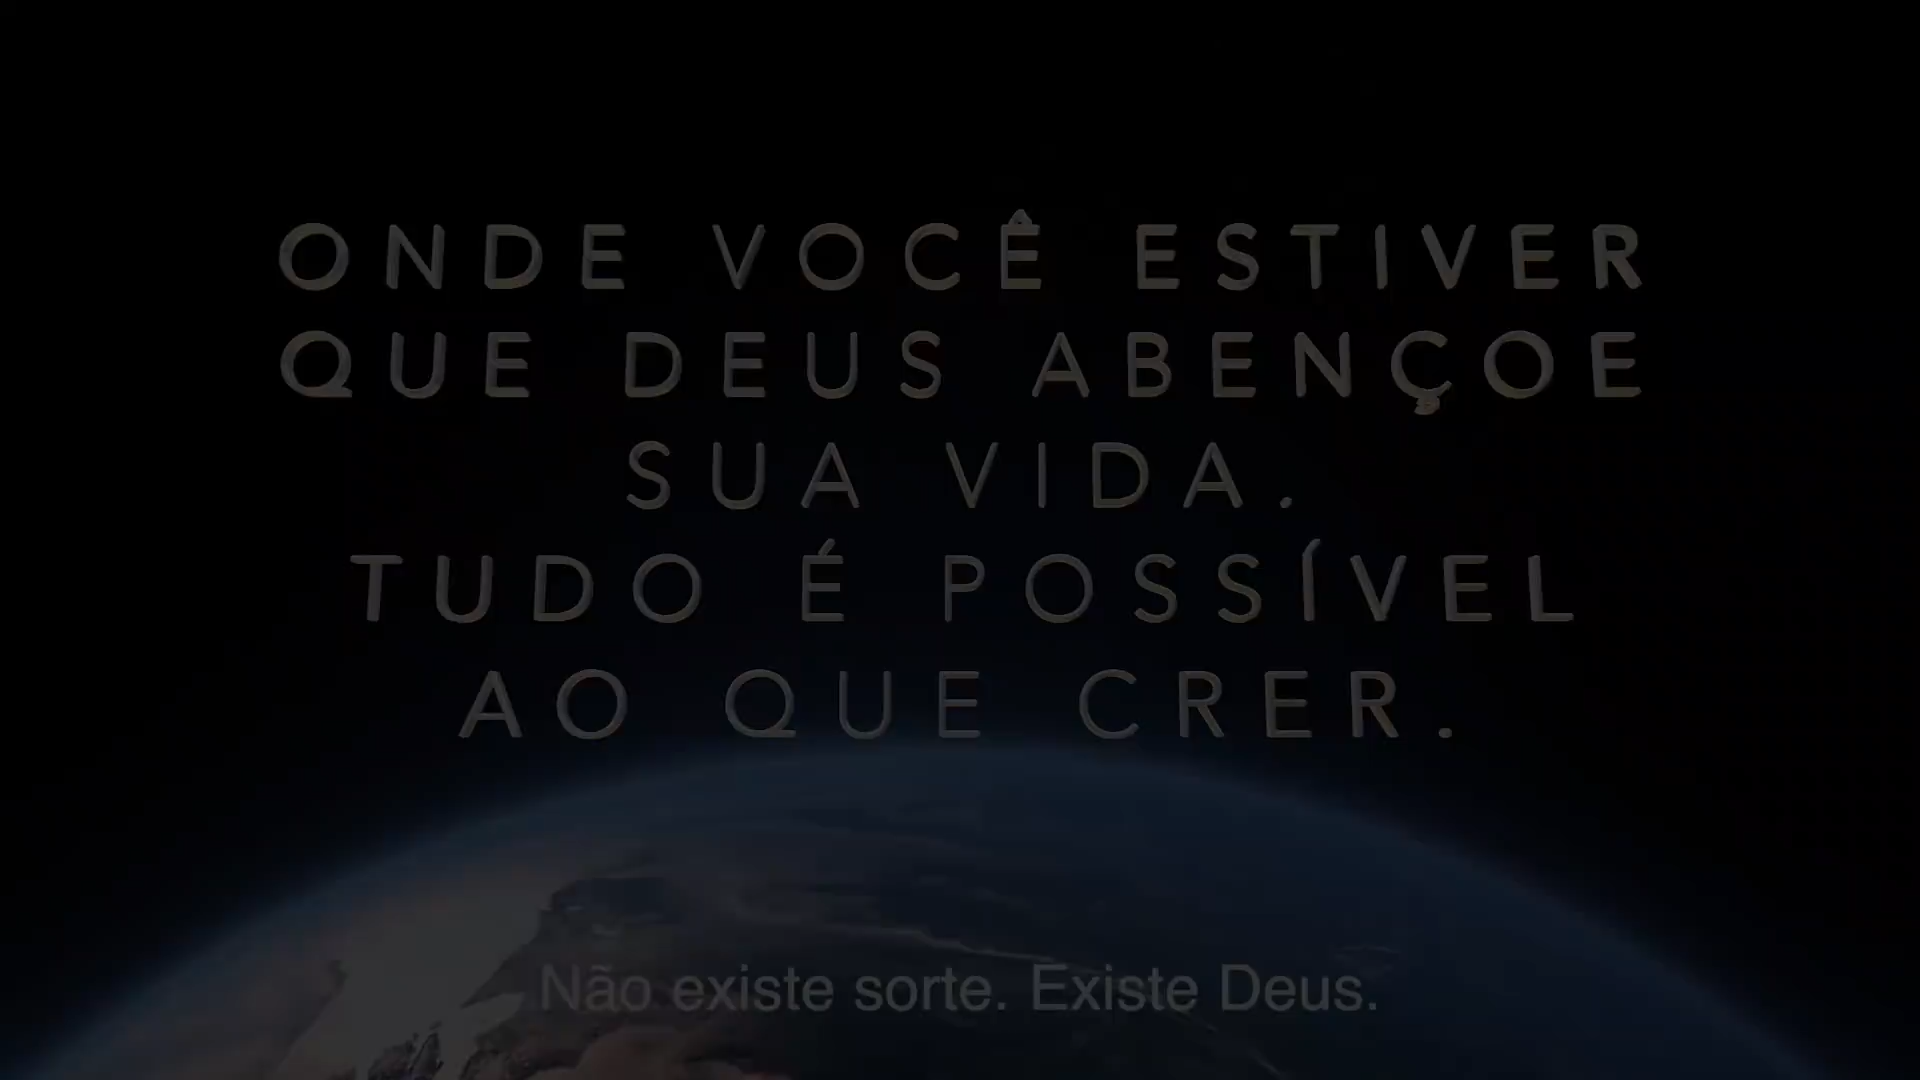 ONDE VOCÊ ESTIVER
QUE DEUS ABENÇOE
SUA VIDA.
TUDO É POSSÍVEL
AO QUE CRER.
Não existe sorte. Existe Deus.